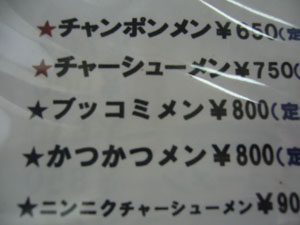 ★チャンポンメン¥650(定
★チャーシューメン¥750(
★ブッコミメン¥800(定
★かつかつメン¥800(定
★ニンニクチャーシューメン¥90